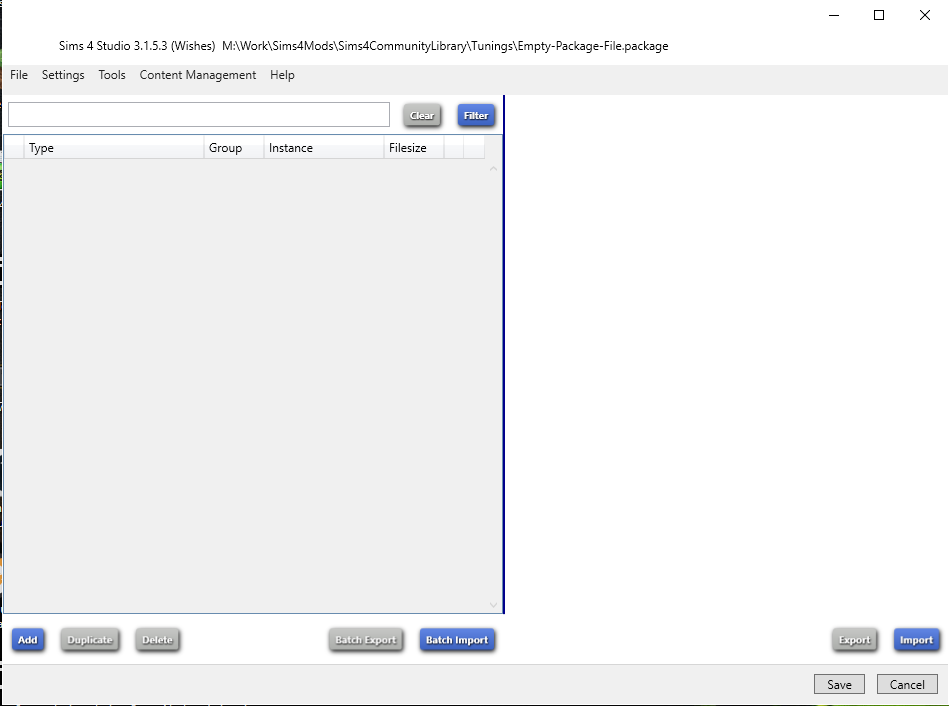 Sims 4 Studio 3.1.5.3 (Wishes)  M:\Work\Sims4Mods\Sims4CommunityLibrary\Tunings\Empty-Package-File.package
File Settings Tools Content Management Help
Clear Filter
Type Group Instance Filesize
Add Duplicate Delete Batch Export Batch Import Export Import
Save Cancel